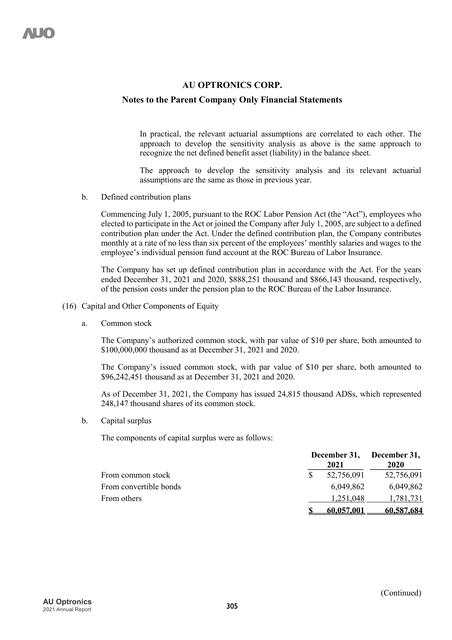 AUO
AU OPTRONICS CORP.
Notes to the Parent Company Only Financial Statements
In practical, the relevant actuarial assumptions are correlated to each other. The
approach to develop the sensitivity analysis as above is the same approach to
recognize the net defined benefit asset (liability) in the balance sheet.
The approach to develop the sensitivity analysis and its relevant actuarial
assumptions are the same as those in previous year.
b. Defined contribution plans
Commencing July 1, 2005, pursuant to the ROC Labor Pension Act (the “Act”), employees who
elected to participate in the Act or joined the Company after July 1, 2005, are subject to a defined
contribution plan under the Act. Under the defined contribution plan, the Company contributes
monthly at a rate of no less than six percent of the employees’ monthly salaries and wages to the
employee’s individual pension fund account at the ROC Bureau of Labor Insurance.
The Company has set up defined contribution plan in accordance with the Act. For the years
ended December 31, 2021 and 2020, $888,251 thousand and $866,143 thousand, respectively,
of the pension costs under the pension plan to the ROC Bureau of the Labor Insurance.
(16) Capital and Other Components of Equity
a. Common stock
The Company’s authorized common stock, with par value of $10 per share, both amounted to
$100,000,000 thousand as at December 31, 2021 and 2020.
The Company’s issued common stock, with par value of $10 per share, both amounted to
$96,242,451 thousand as at December 31, 2021 and 2020.
As of December 31, 2021, the Company has issued 24,815 thousand ADSs, which represented
248,147 thousand shares of its common stock.
b. Capital surplus
The components of capital surplus were as follows:
December 31, December 31,
2021 2020
From common stock $ 52,756,091 52,756,091
From convertible bonds 6,049,862 6,049,862
From others 1,251,048 1,781,731
$ 60,057,001 60,587,684
(Continued)
AU Optronics
2021 Annual Report
305